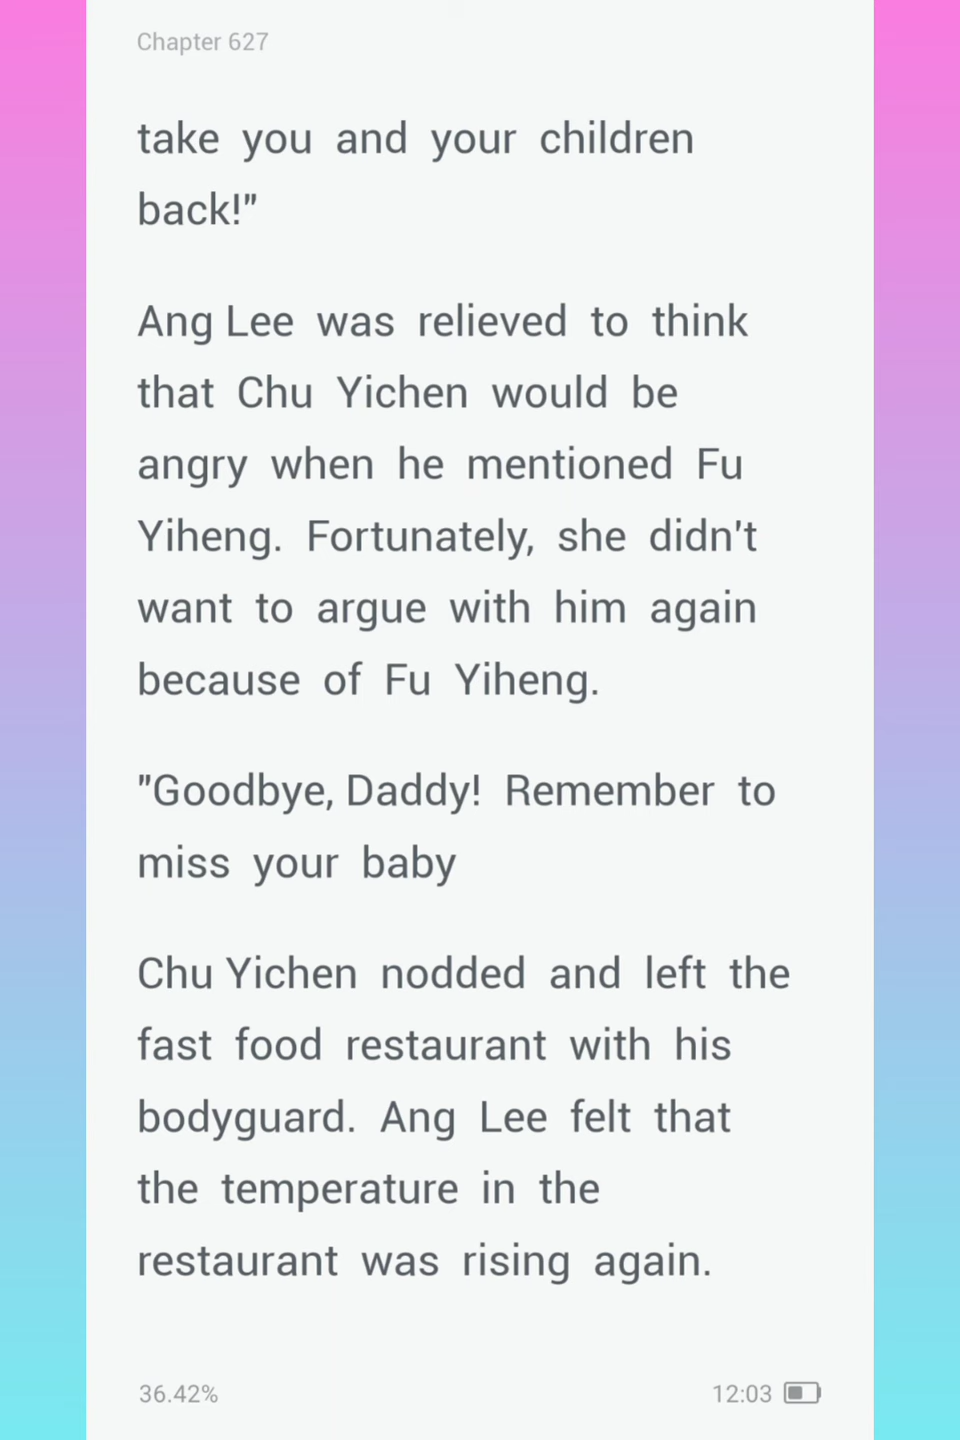 Chapter 627
take you and your children
back!"
Ang Lee was relieved to think
that Chu Yichen would be
angry when he mentioned Fu
Yiheng. Fortunately, she didn't
want to argue with him again
because of Fu Yiheng.
"Goodbye, Daddy! Remember to
miss your baby
Chu Yichen nodded and left the
fast food restaurant with his
bodyguard. Ang Lee felt that
the temperature in the
restaurant was rising again.
36.42% 12:03